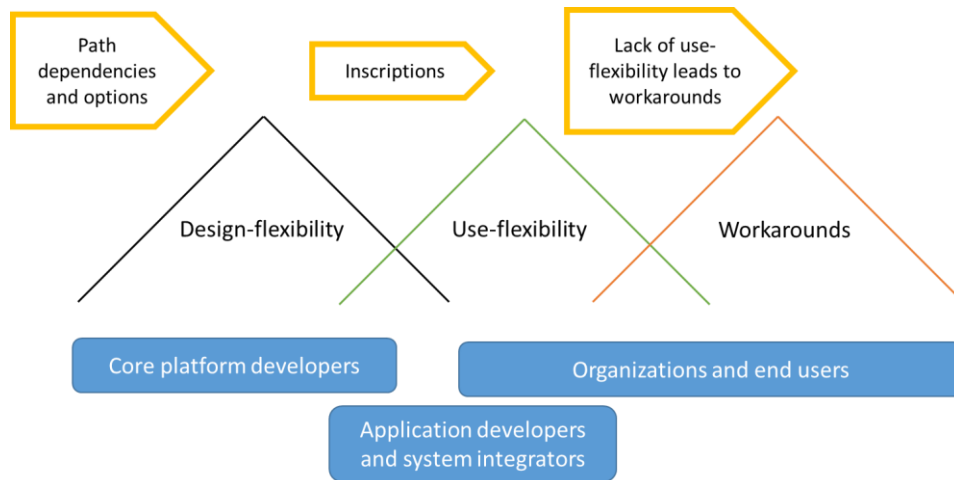 Path
dependencies
and options
Inscriptions
Lack of use-
flexibility leads to
workarounds
Design-flexibility
Use-flexibility
Workarounds
Core platform developers
Organizations and end users
Application developers
and system integrators